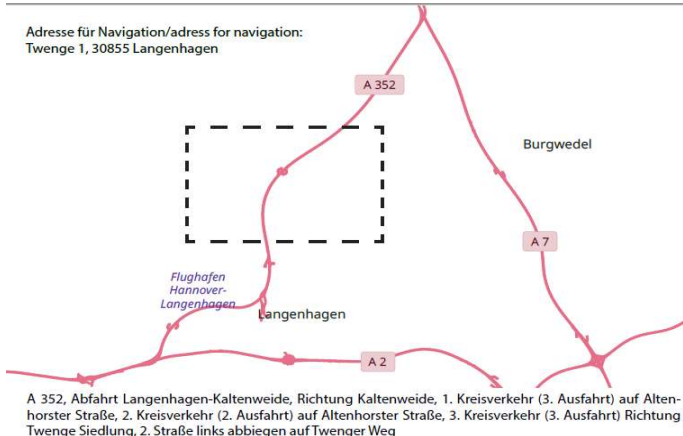 Adresse für Navigation/adress for navigation:
Twenge 1, 30855 Langenhagen
A 352
Burgwedel
A 7
Flughafen
Hannover-
Langenhagen
Langenhagen
A 2
A 352, Abfahrt Langenhagen-Kaltenweide, Richtung Kaltenweide, 1. Kreisverkehr (3. Ausfahrt) auf Alten-
horster Straße, 2. Kreisverkehr (2. Ausfahrt) auf Altenhorster Straße, 3. Kreisverkehr (3. Ausfahrt) Richtung
Twenge Siedlung, 2. Straße links abbiegen auf Twenger Weg